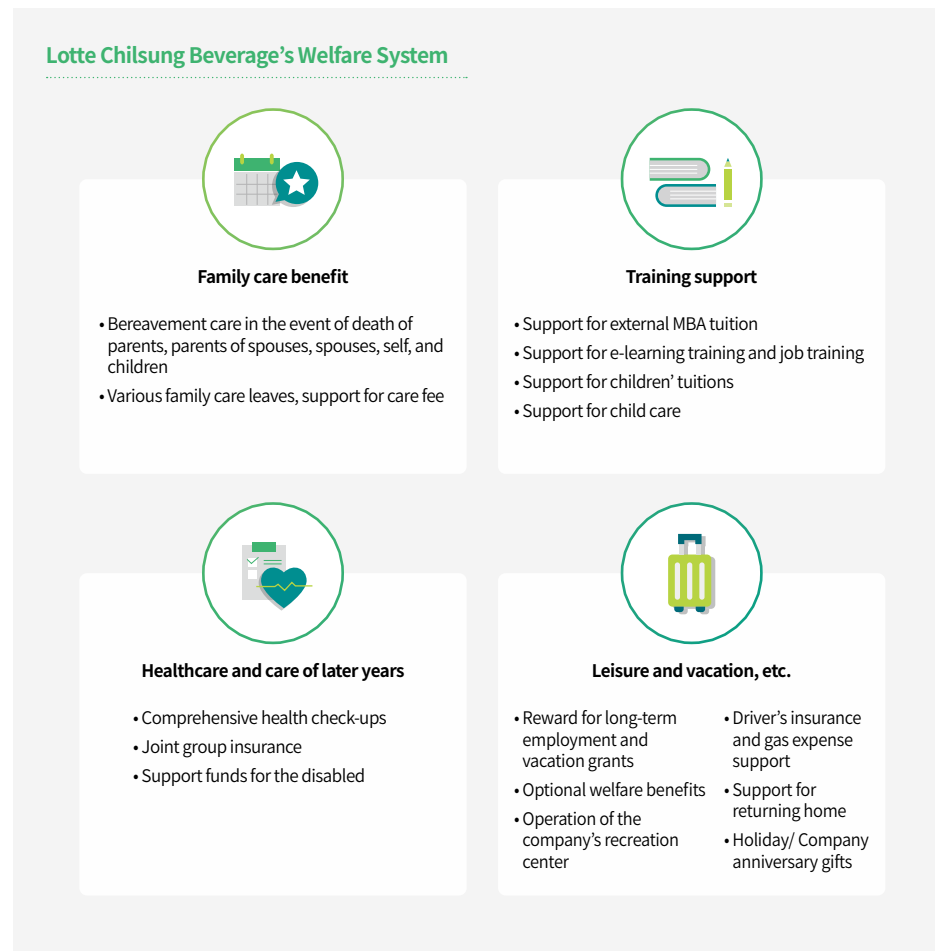 Lotte Chilsung Beverage’s Welfare System
Family care benefit
• Bereavement care in the event of death of
parents, parents of spouses, spouses, self, and
children
• Various family care leaves, support for care fee
Training support
• Support for external MBA tuition
• Support for e-learning training and job training
• Support for children’ tuitions
• Support for child care
Healthcare and care of later years
• Comprehensive health check-ups
• Joint group insurance
• Support funds for the disabled
Leisure and vacation, etc.
• Reward for long-term
employment and
vacation grants
• Optional welfare benefits
• Operation of the
company’s recreation
center
• Driver’s insurance
and gas expense
support
• Support for
returning home
• Holiday/ Company
anniversary gifts